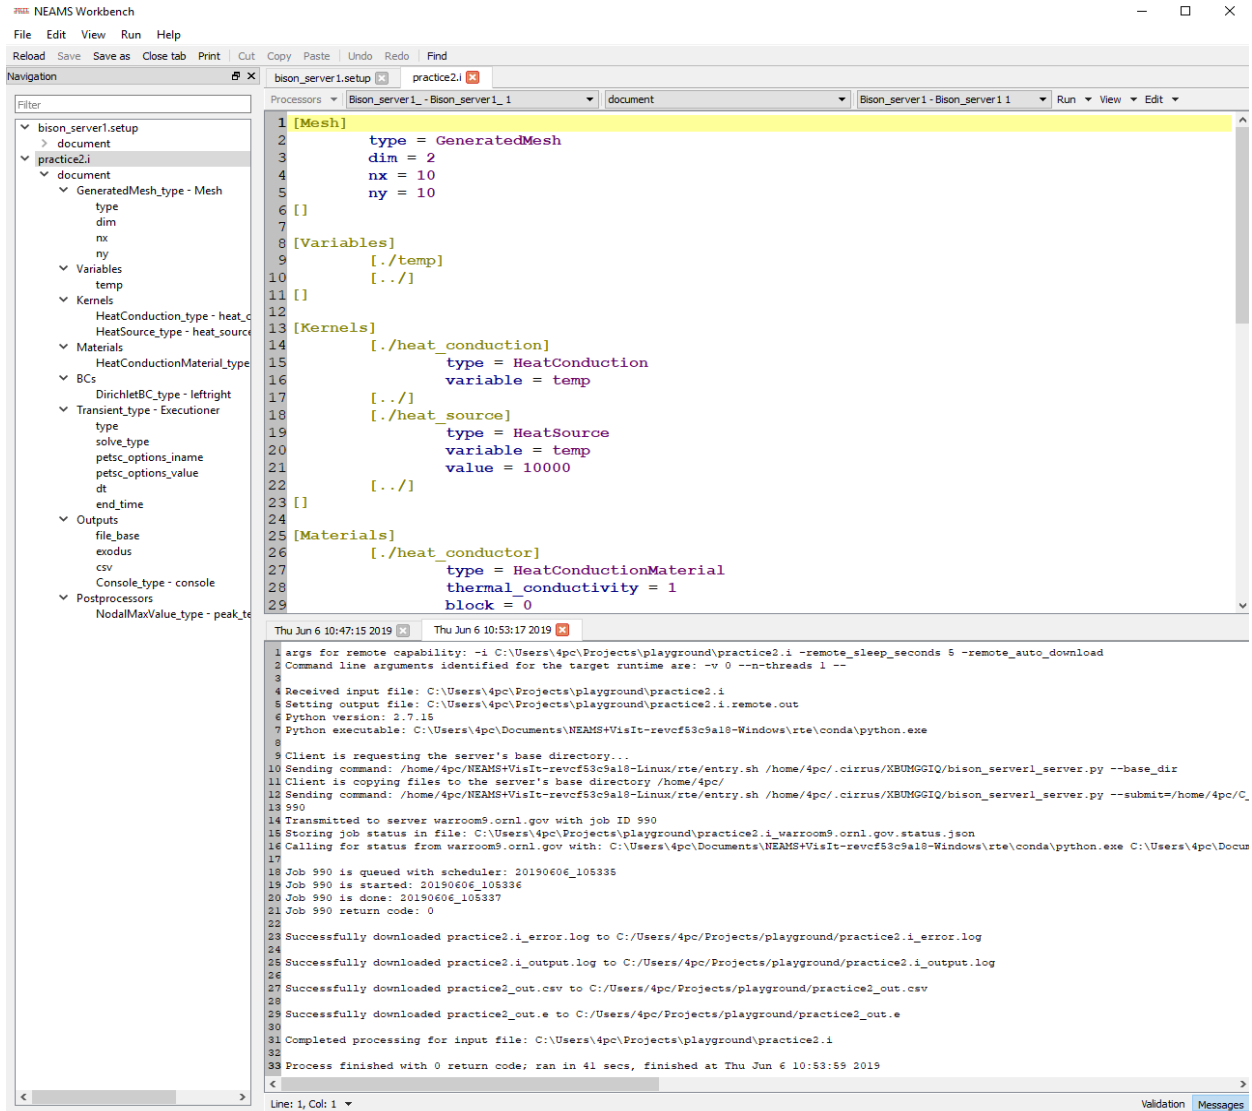 NEAMS Workbench
File Edit View Run Help
Reload Save Save as Close tab Print Cut Copy Paste Undo Redo Find
Navigation
Filter
bison_server1.setup
document
practice2.i
document
GeneratedMesh_type - Mesh
type
dim
nx
ny
Variables
temp
Kernels
HeatConduction_type - heat_c
HeatSource_type - heat_source
Materials
HeatConductionMaterial_type
BCs
DirichletBC_type - leftright
Transient_type - Executioner
type
solve_type
petsc_options_iname
petsc_options_value
dt
end_time
Outputs
file_base
exodus
csv
Console_type - console
Postprocessors
NodalMaxValue_type - peak_te
bison_server1.setup practice2.i
Processors Bison_server1_ - Bison_server1_ 1 document Bison_server1 - Bison_server1 1 Run View Edit
1 [Mesh]
2 type = GeneratedMesh
3 dim = 2
4 nx = 10
5 ny = 10
6 []
7
8 [Variables]
9 [./temp]
10 [../]
11 []
12
13 [Kernels]
14 [./heat_conduction]
15 type = HeatConduction
16 variable = temp
17 [../]
18 [./heat_source]
19 type = HeatSource
20 variable = temp
21 value = 10000
22 [../]
23 []
24
25 [Materials]
26 [./heat_conductor]
27 type = HeatConductionMaterial
28 thermal_conductivity = 1
29 block = 0
Thu Jun 6 10:47:15 2019 Thu Jun 6 10:53:17 2019
1 args for remote capability: -i C:\Users\4pc\Projects\playground\practice2.i -remote_sleep_seconds 5 -remote_auto_download
2 Command line arguments identified for the target runtime are: -v 0 --n-threads 1 --
3
4 Received input file: C:\Users\4pc\Projects\playground\practice2.i
5 Setting output file: C:\Users\4pc\Projects\playground\practice2.i.remote.out
6 Python version: 2.7.15
7 Python executable: C:\Users\4pc\Documents\NEAMS+VisIt-revcf53c9a18-Windows\rte\conda\python.exe
8
9 Client is requesting the server's base directory...
10 Sending command: /home/4pc/NEAMS+VisIt-revcf53c9a18-Linux/rte/entry.sh /home/4pc/.cirrus/XBUMGGIQ/bison_server1_server.py --base_dir
11 Client is copying files to the server's base directory /home/4pc/
12 Sending command: /home/4pc/NEAMS+VisIt-revcf53c9a18-Linux/rte/entry.sh /home/4pc/.cirrus/XBUMGGIQ/bison_server1_server.py --submit=/home/4pc/C_
13 990
14 Transmitted to server warroom9.ornl.gov with job ID 990
15 Storing job status in file: C:\Users\4pc\Projects\playground\practice2.i_warroom9.ornl.gov.status.json
16 Calling for status from warroom9.ornl.gov with: C:\Users\4pc\Documents\NEAMS+VisIt-revcf53c9a18-Windows\rte\conda\python.exe C:\Users\4pc\Docum
17
18 Job 990 is queued with scheduler: 20190606_105335
19 Job 990 is started: 20190606_105336
20 Job 990 is done: 20190606_105337
21 Job 990 return code: 0
22
23 Successfully downloaded practice2.i_error.log to C:/Users/4pc/Projects/playground/practice2.i_error.log
24
25 Successfully downloaded practice2.i_output.log to C:/Users/4pc/Projects/playground/practice2.i_output.log
26
27 Successfully downloaded practice2_out.csv to C:/Users/4pc/Projects/playground/practice2_out.csv
28
29 Successfully downloaded practice2_out.e to C:/Users/4pc/Projects/playground/practice2_out.e
30
31 Completed processing for input file: C:\Users\4pc\Projects\playground\practice2.i
32
33 Process finished with 0 return code; ran in 41 secs, finished at Thu Jun 6 10:53:59 2019
Line: 1, Col: 1 Validation Messages